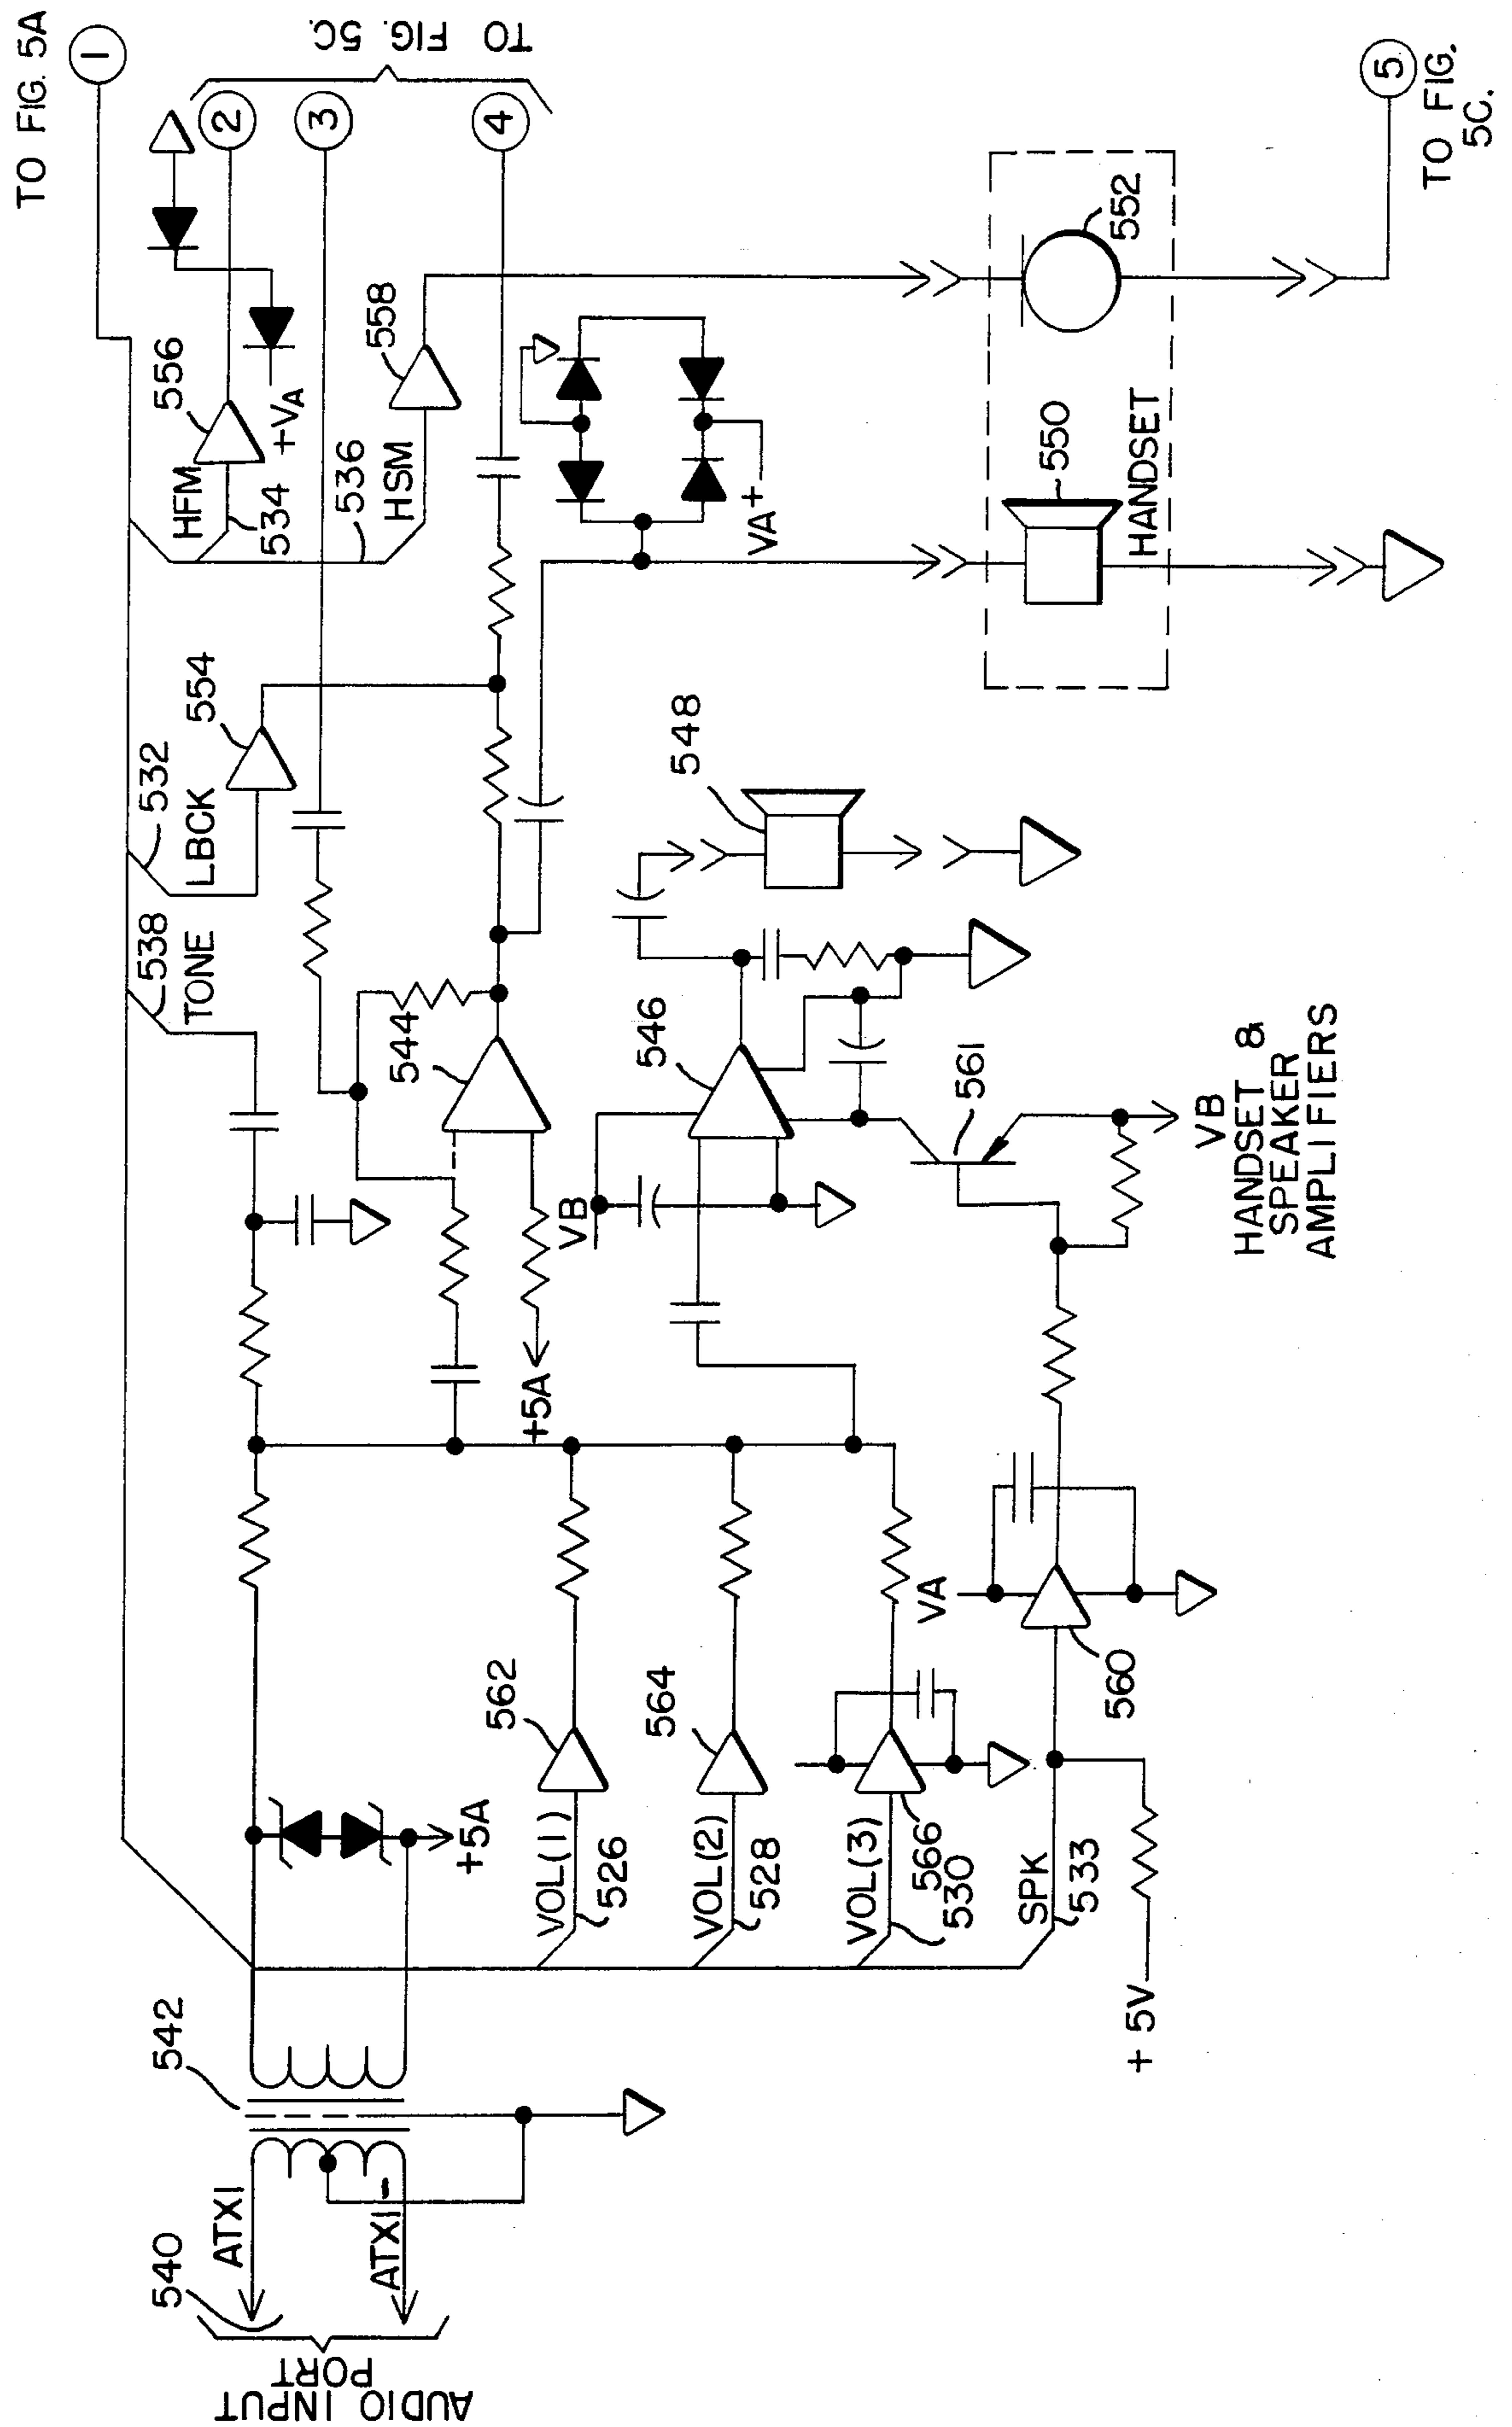 TO FIG. 5A
1
AUDIO INPUT
PORT
540
ATX1
ATX1-
542
+5A
538
TONE
532
LBCK
554
HFM
534
556
+VA
536
HSM
558
2
3
4
TO FIG. 5C
544
+5A
VA+
VOL(1)
526
562
VOL(2)
528
564
VOL(3)
566
530
SPK
533
+5V
560
VA
VB
546
548
561
VB
HANDSET &
SPEAKER
AMPLIFIERS
550
HANDSET
552
5
TO FIG.
5C.